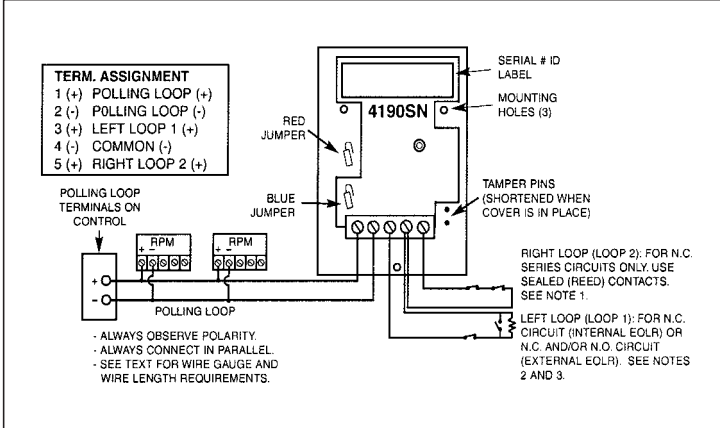 TERM. ASSIGNMENT
1 (+) POLLING LOOP (+)
2 (-) POLLING LOOP (-)
3 (+) LEFT LOOP 1 (+)
4 (-) COMMON (-)
5 (+) RIGHT LOOP 2 (+)
SERIAL # ID
LABEL
4190SN
MOUNTING
HOLES (3)
RED
JUMPER
BLUE
JUMPER
TAMPER PINS
(SHORTENED WHEN
COVER IS IN PLACE)
POLLING LOOP
TERMINALS ON
CONTROL
RPM
+ -
RPM
+ -
+
-
POLLING LOOP
RIGHT LOOP (LOOP 2): FOR N.C.
SERIES CIRCUITS ONLY. USE
SEALED (REED) CONTACTS.
SEE NOTE 1.
LEFT LOOP (LOOP 1): FOR N.C.
CIRCUIT (INTERNAL EOLR) OR
N.C. AND/OR N.O. CIRCUIT
(EXTERNAL EOLR). SEE NOTES
2 AND 3.
- ALWAYS OBSERVE POLARITY.
- ALWAYS CONNECT IN PARALLEL.
- SEE TEXT FOR WIRE GAUGE AND
WIRE LENGTH REQUIREMENTS.